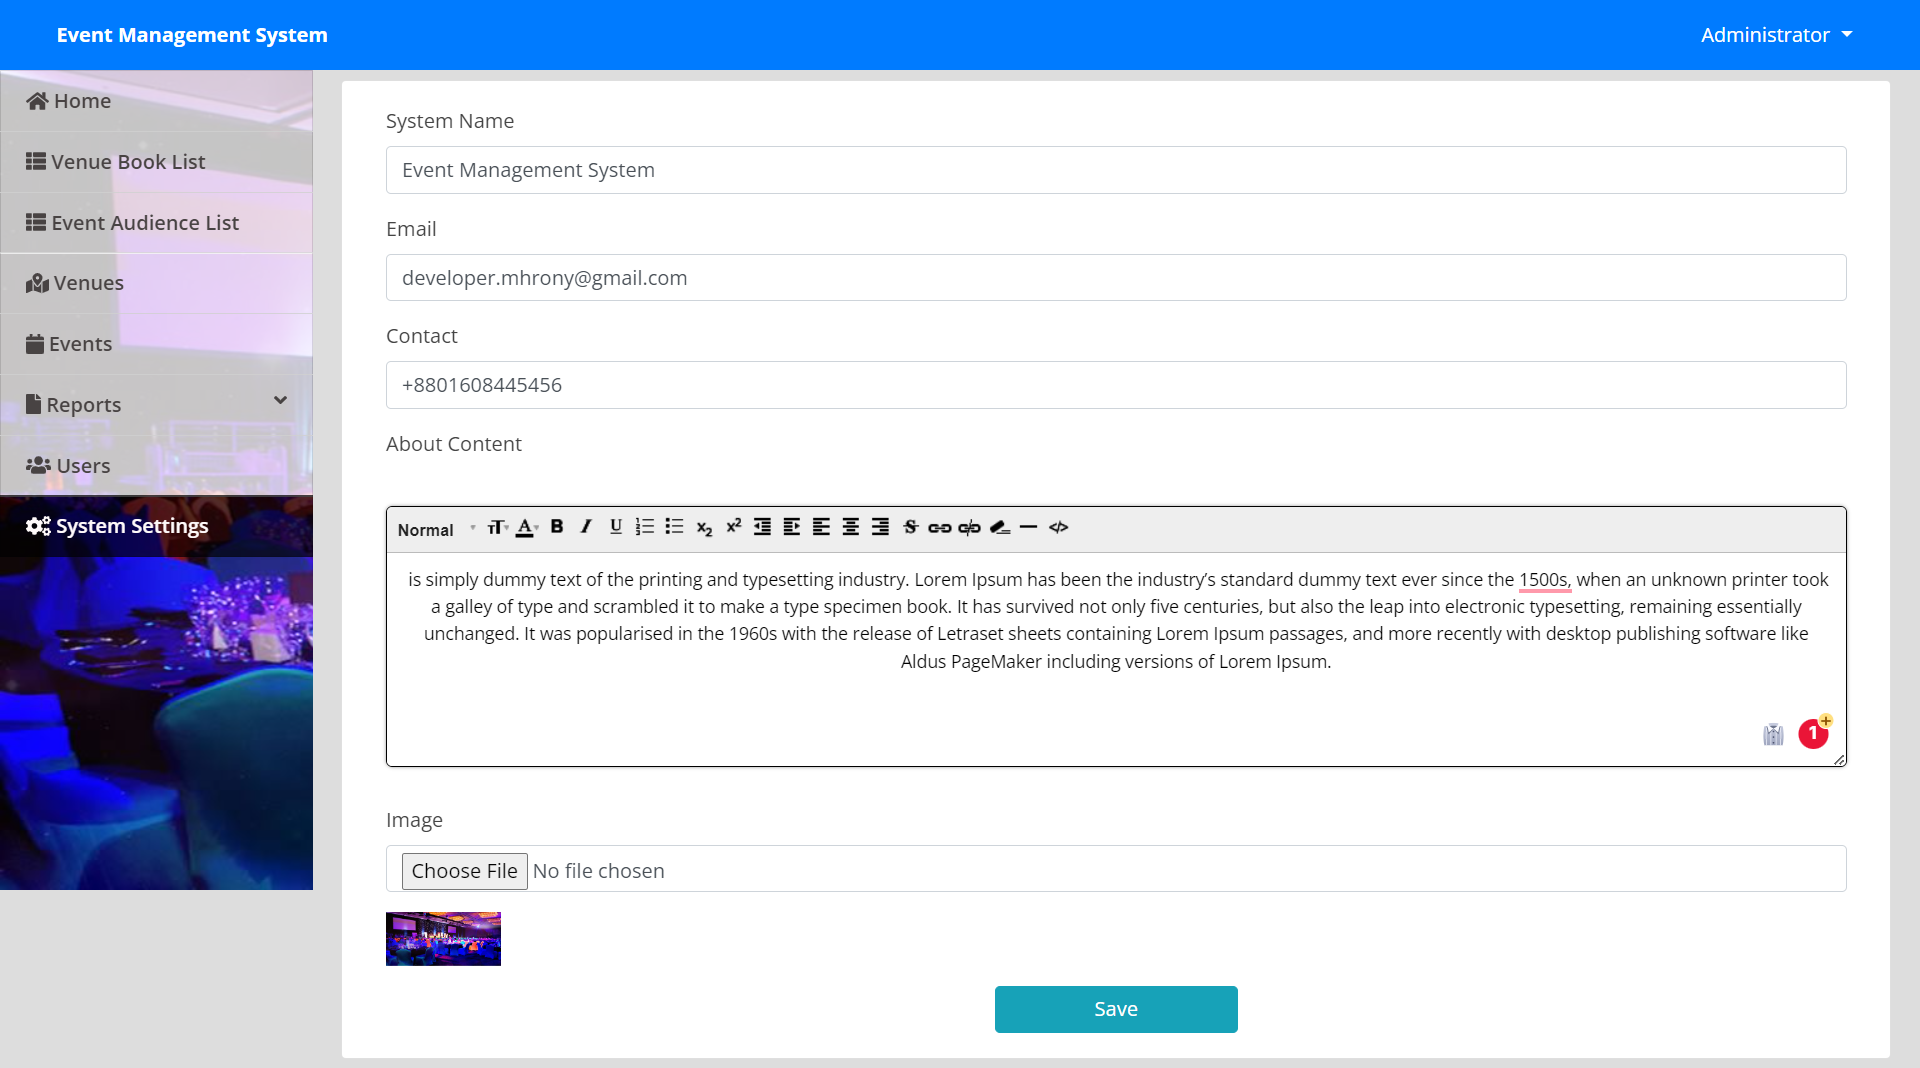 Event Management System
Administrator
Home
Venue Book List
Event Audience List
Venues
Events
Reports
Users
System Settings
System Name
Event Management System
Email
developer.mhrony@gmail.com
Contact
+8801608445456
About Content
Normal
is simply dummy text of the printing and typesetting industry. Lorem Ipsum has been the industry’s standard dummy text ever since the 1500s, when an unknown printer took
a galley of type and scrambled it to make a type specimen book. It has survived not only five centuries, but also the leap into electronic typesetting, remaining essentially
unchanged. It was popularised in the 1960s with the release of Letraset sheets containing Lorem Ipsum passages, and more recently with desktop publishing software like
Aldus PageMaker including versions of Lorem Ipsum.
1
Image
Choose File No file chosen
Save